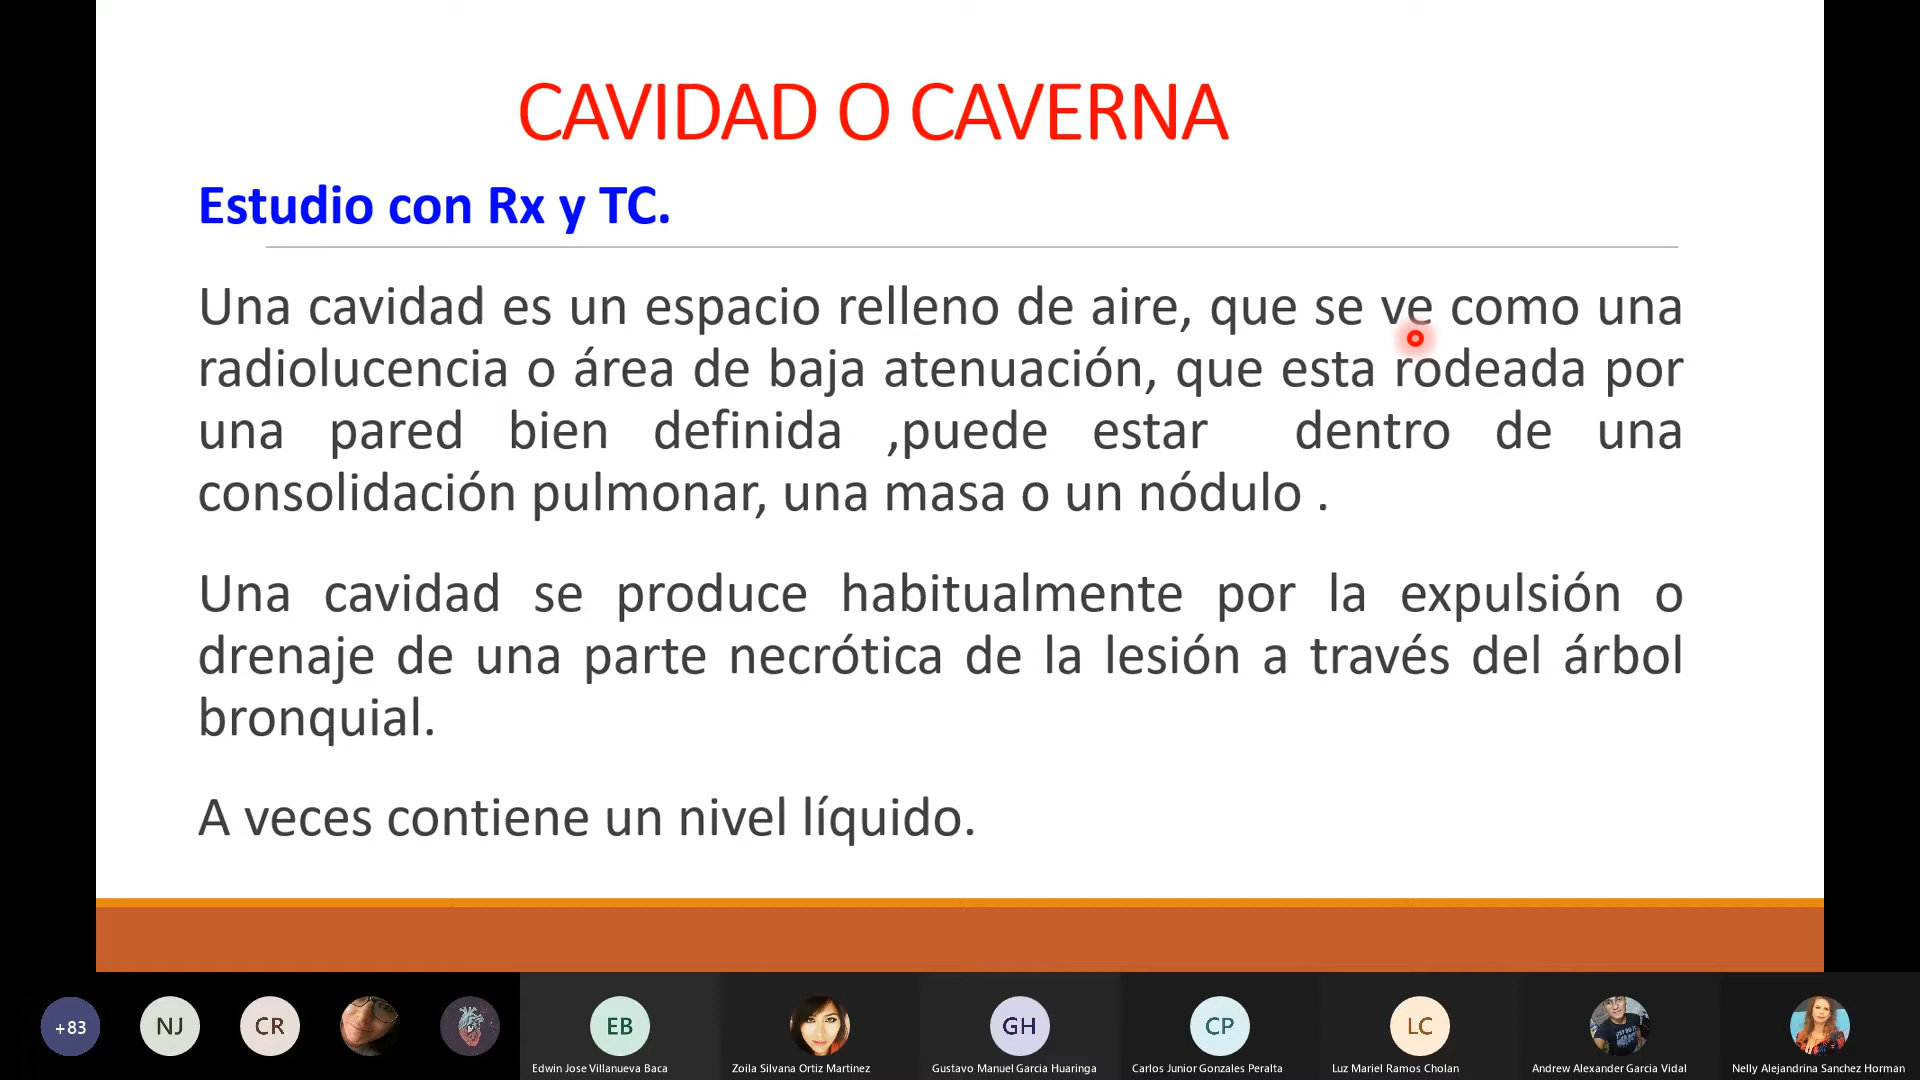 CAVIDAD O CAVERNA
Estudio con Rx y TC.
Una cavidad es un espacio relleno de aire, que se ve como una
radiolucencia o área de baja atenuación, que esta rodeada por
una pared bien definida ,puede estar dentro de una
consolidación pulmonar, una masa o un nódulo .
Una cavidad se produce habitualmente por la expulsión o
drenaje de una parte necrótica de la lesión a través del árbol
bronquial.
A veces contiene un nivel líquido.
+83 NJ CR EB GH CP LC
Edwin Jose Villanueva Baca Zoila Silvana Ortiz Martinez Gustavo Manuel Garcia Huaringa Carlos Junior Gonzales Peralta Luz Mariel Ramos Cholan Andrew Alexander Garcia Vidal Nelly Alejandrina Sanchez Horman